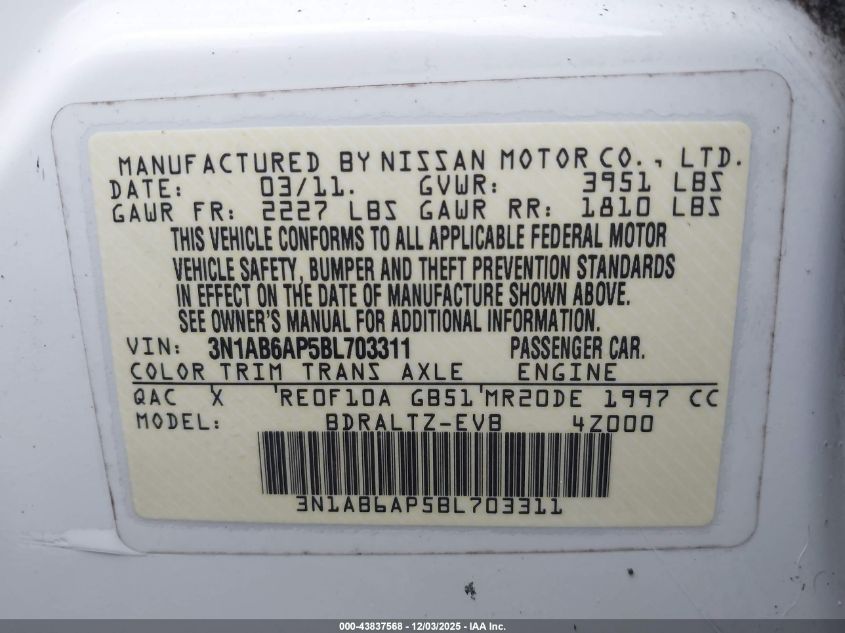 MANUFACTURED BY NISSAN MOTOR CO., LTD.
DATE: 03/11. GVWR: 3951 LBS
GAWR FR: 2227 LBS GAWR RR: 1810 LBS
THIS VEHICLE CONFORMS TO ALL APPLICABLE FEDERAL MOTOR
VEHICLE SAFETY, BUMPER AND THEFT PREVENTION STANDARDS
IN EFFECT ON THE DATE OF MANUFACTURE SHOWN ABOVE.
SEE OWNER'S MANUAL FOR ADDITIONAL INFORMATION.
VIN: 3N1AB6AP5BL703311 PASSENGER CAR.
COLOR TRIM TRANS AXLE ENGINE
QAC X 'RE0F10A GB51'MR20DE 1997 CC
MODEL: BDRALTZ-EVB 4Z000
3N1AB6AP5BL703311
000-43837568 - 12/03/2025 - IAA Inc.